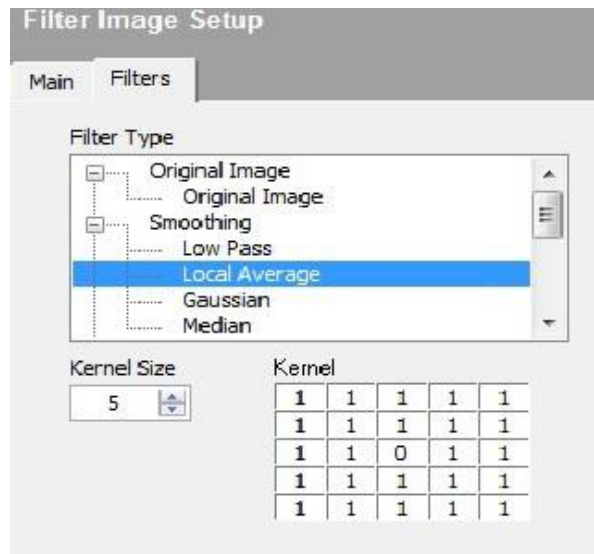 Filter Image Setup
Main Filters
Filter Type
Original Image
Original Image
Smoothing
Low Pass
Local Average
Gaussian
Median
Kernel Size Kernel
5
1 1 1 1 1
1 1 1 1 1
1 1 0 1 1
1 1 1 1 1
1 1 1 1 1